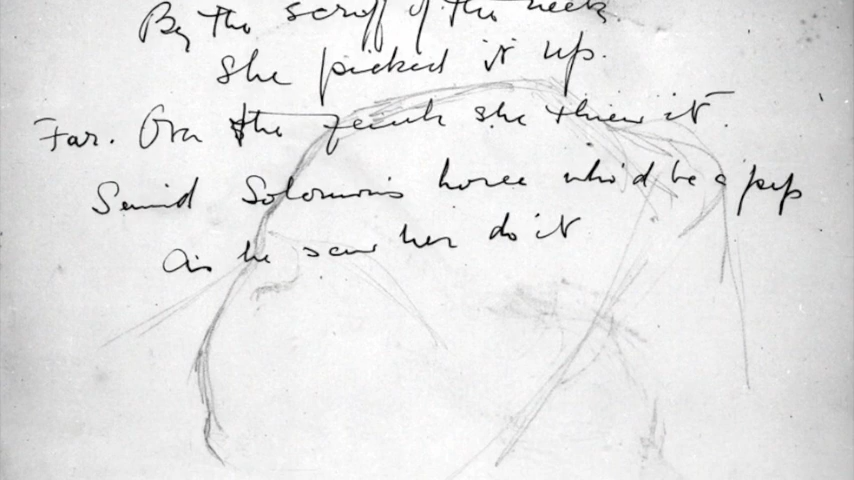 By the scruff of the neck
She picked it up.
Far. Over the fence she threw it.
Said Solomon's horse who'd be a pup
As he saw her do it